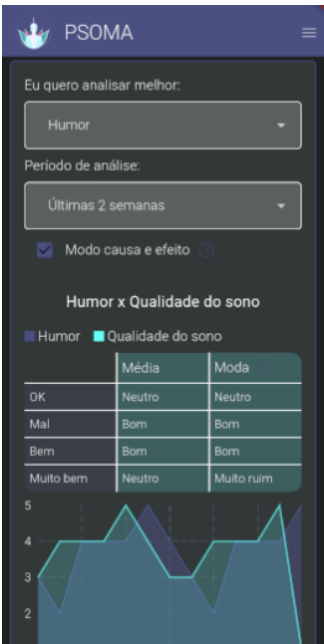 PSOMA
Eu quero analisar melhor:
Humor
Período de análise:
Últimas 2 semanas
Modo causa e efeito ?
Humor x Qualidade do sono
Humor Qualidade do sono
Média Moda
OK Neutro Neutro
Mal Bom Bom
Bem Bom Bom
Muito bem Neutro Muito ruim
5
4
3
2